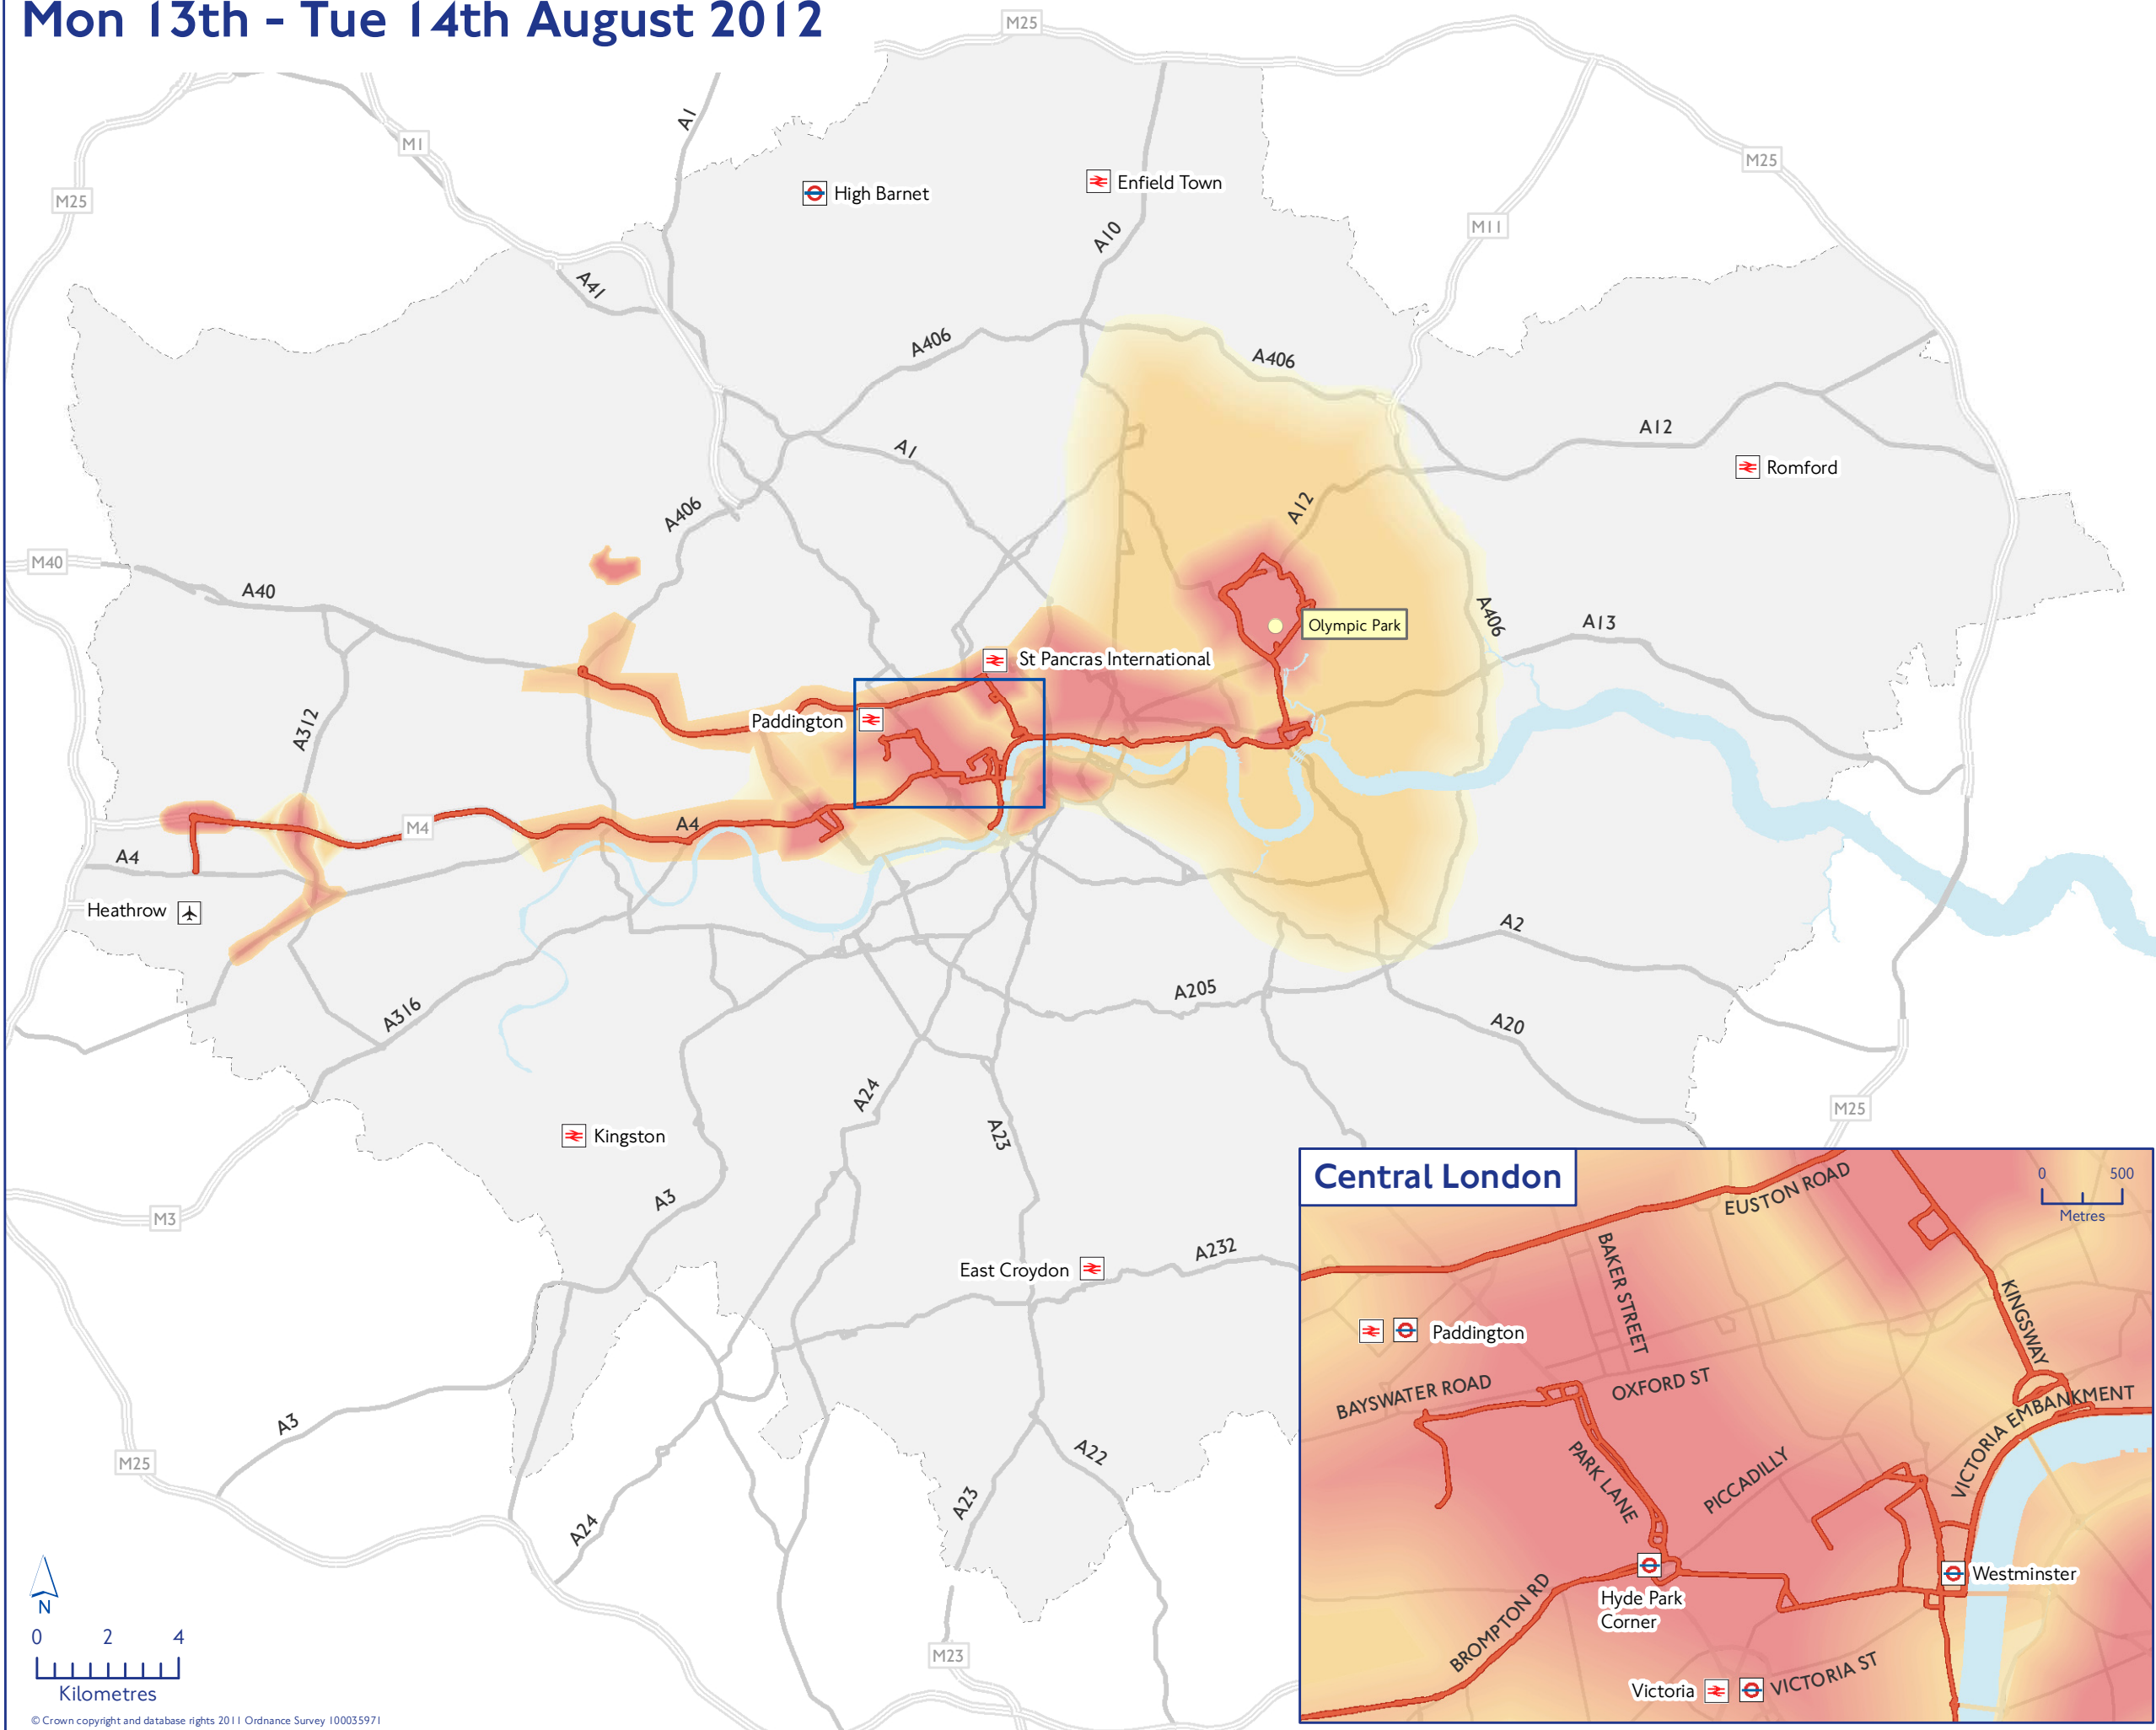 Mon 13th - Tue 14th August 2012
M25
A1
M1
M25
M25
High Barnet
Enfield Town
M11
A10
A41
A406
A406
A12
A1
Romford
A12
A406
M40
A40
A406
A13
Olympic Park
St Pancras International
Paddington
A312
M4
A4
A4
Heathrow
A2
A205
A316
A20
A24
M25
A23
Kingston
A3
M3
A232
East Croydon
A3
A22
M25
A23
A24
M23
N
0 2 4
Kilometres
© Crown copyright and database rights 2011 Ordnance Survey 100035971
Central London
0 500
Metres
EUSTON ROAD
BAKER STREET
KINGSWAY
Paddington
OXFORD ST
BAYSWATER ROAD
VICTORIA EMBANKMENT
PARK LANE
PICCADILLY
Westminster
Hyde Park
Corner
BROMPTON RD
Victoria
VICTORIA ST